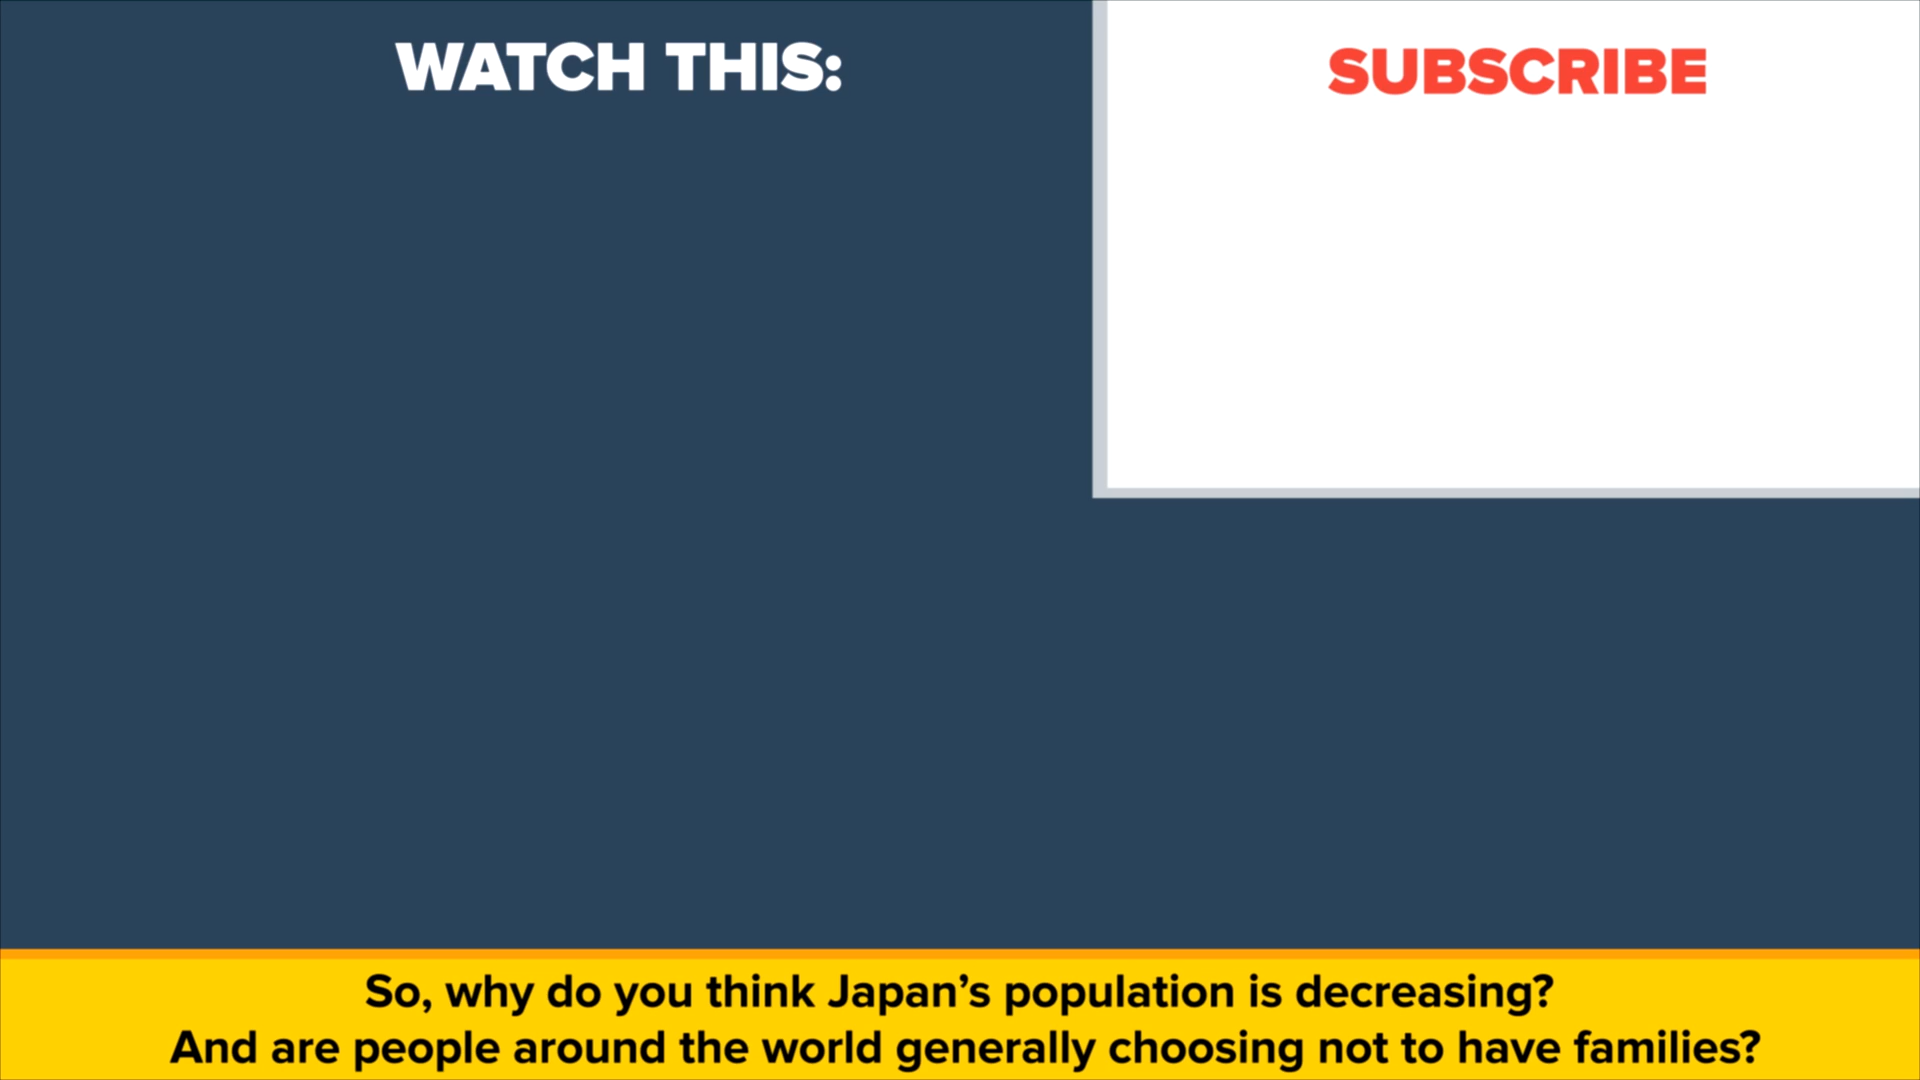 WATCH THIS:
SUBSCRIBE
So, why do you think Japan’s population is decreasing?
And are people around the world generally choosing not to have families?